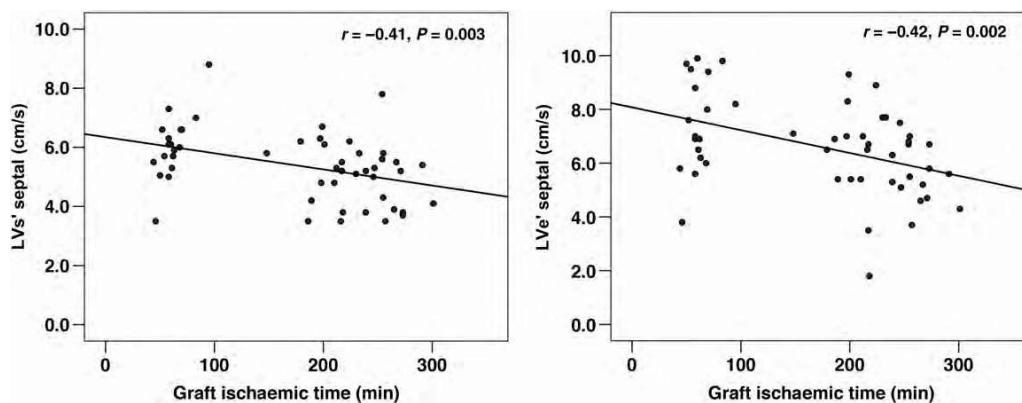 r = –0.41, P = 0.003
LVs' septal (cm/s)
10.0
8.0
6.0
4.0
2.0
0.0
0 100 200 300
Graft ischaemic time (min)
r = –0.42, P = 0.002
LVe' septal (cm/s)
10.0
8.0
6.0
4.0
2.0
0.0
0 100 200 300
Graft ischaemic time (min)